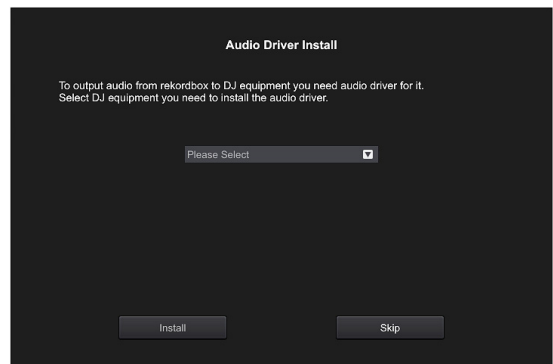 Audio Driver Install
To output audio from rekordbox to DJ equipment you need audio driver for it.
Select DJ equipment you need to install the audio driver.
Please Select
Install
Skip